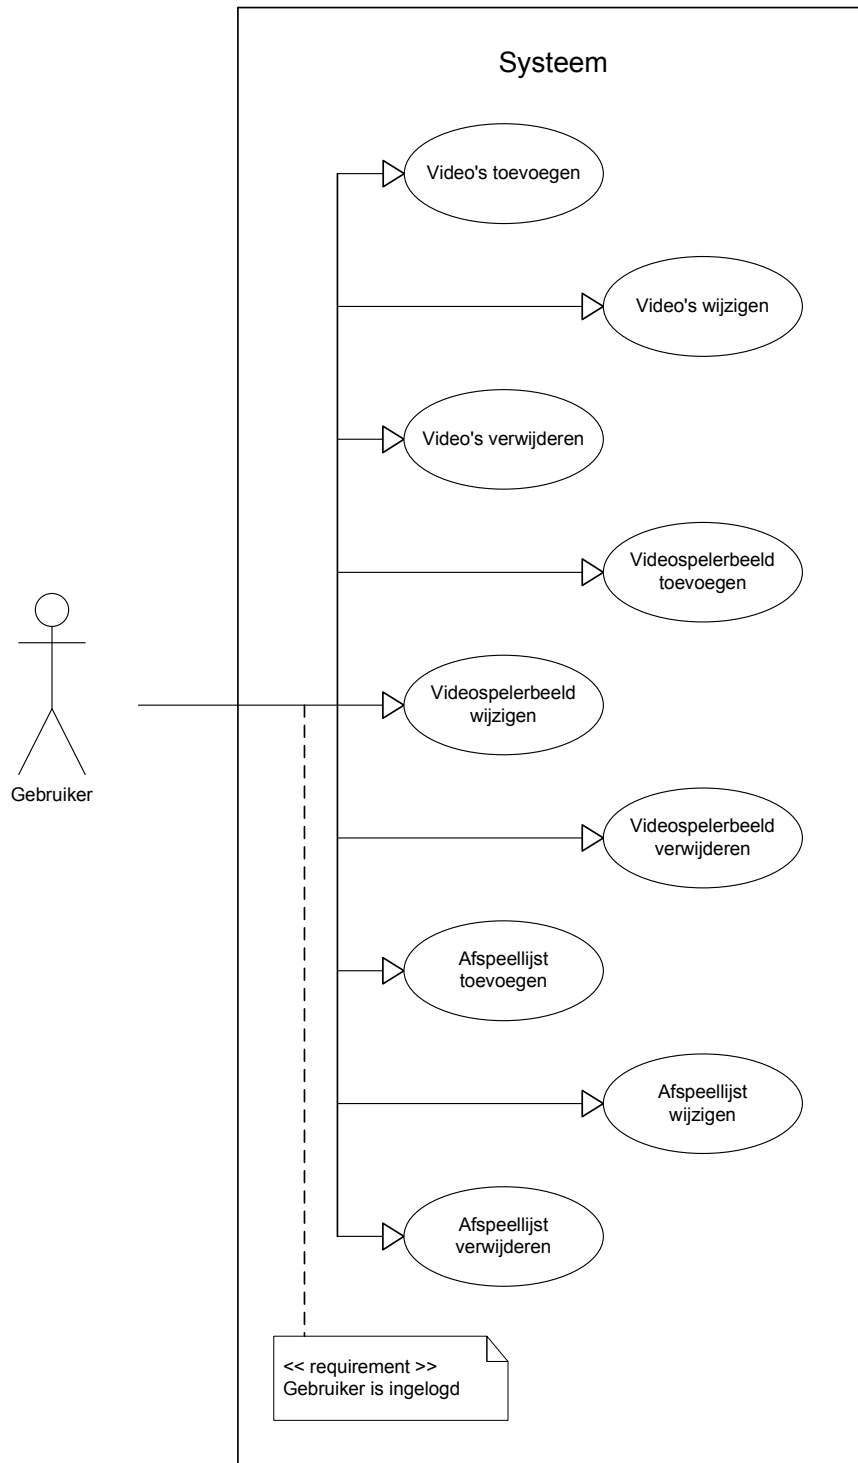 Systeem
Video's toevoegen
Video's wijzigen
Video's verwijderen
Videospelerbeeld
toevoegen
Videospelerbeeld
wijzigen
Gebruiker
Videospelerbeeld
verwijderen
Afspeellijst
toevoegen
Afspeellijst
wijzigen
Afspeellijst
verwijderen
<< requirement >>
Gebruiker is ingelogd